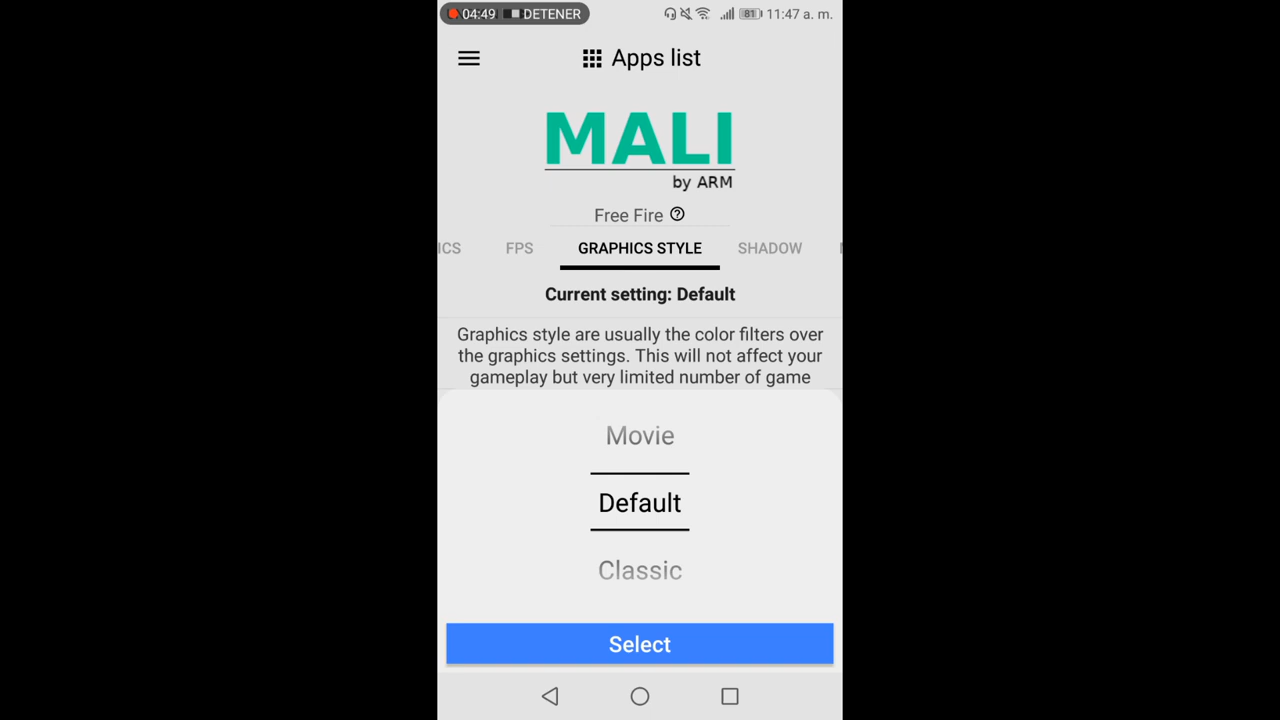 04:49 DETENER 81 11:47 a. m.
Apps list
MALI
by ARM
Free Fire
ICS FPS GRAPHICS STYLE SHADOW
Current setting: Default
Graphics style are usually the color filters over
the graphics settings. This will not affect your
gameplay but very limited number of game
Movie
Default
Classic
Select